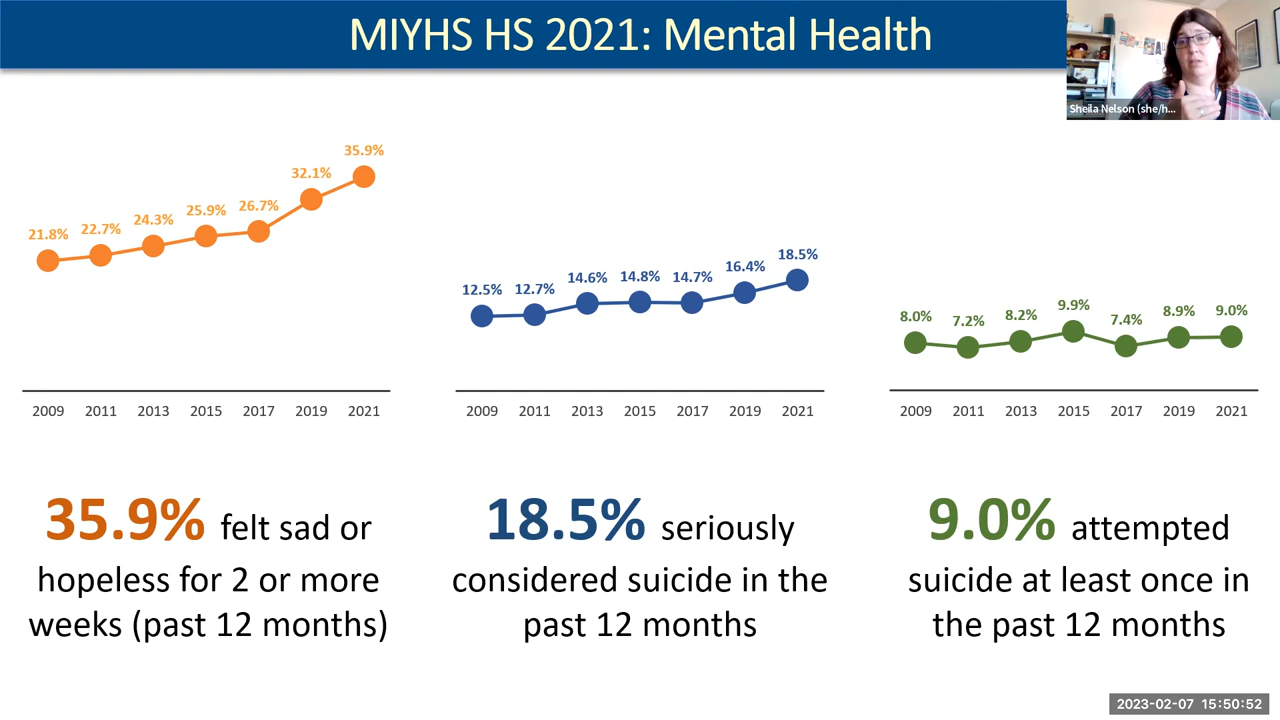 MIYHS HS 2021: Mental Health
Sheila Nelson (she/h...
35.9%
32.1%
26.7%
25.9%
24.3%
22.7%
21.8%
2009 2011 2013 2015 2017 2019 2021
18.5%
16.4%
14.7%
14.8%
14.6%
12.7%
12.5%
2009 2011 2013 2015 2017 2019 2021
8.0%
7.2%
8.2%
9.9%
7.4%
8.9%
9.0%
2009 2011 2013 2015 2017 2019 2021
35.9% felt sad or
hopeless for 2 or more
weeks (past 12 months)
18.5% seriously
considered suicide in the
past 12 months
9.0% attempted
suicide at least once in
the past 12 months
2023-02-07 15:50:52